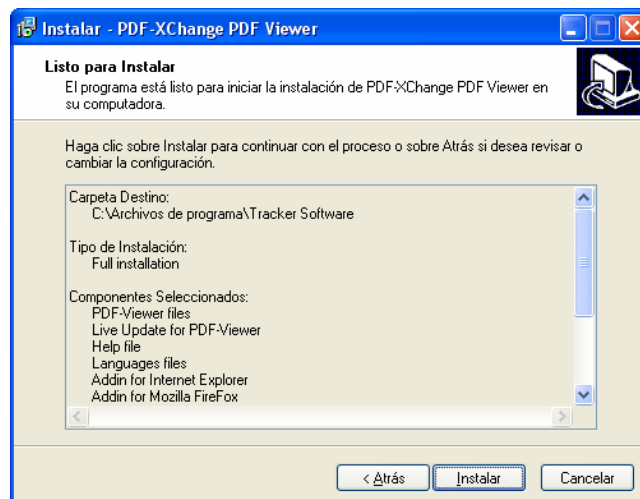 Instalar - PDF-XChange PDF Viewer
Listo para Instalar
El programa está listo para iniciar la instalación de PDF-XChange PDF Viewer en
su computadora.
Haga clic sobre Instalar para continuar con el proceso o sobre Atrás si desea revisar o
cambiar la configuración.
Carpeta Destino:
C:\Archivos de programa\Tracker Software
Tipo de Instalación:
Full installation
Componentes Seleccionados:
PDF-Viewer files
Live Update for PDF-Viewer
Help file
Languages files
Addin for Internet Explorer
Addin for Mozilla FireFox
< Atrás Instalar Cancelar